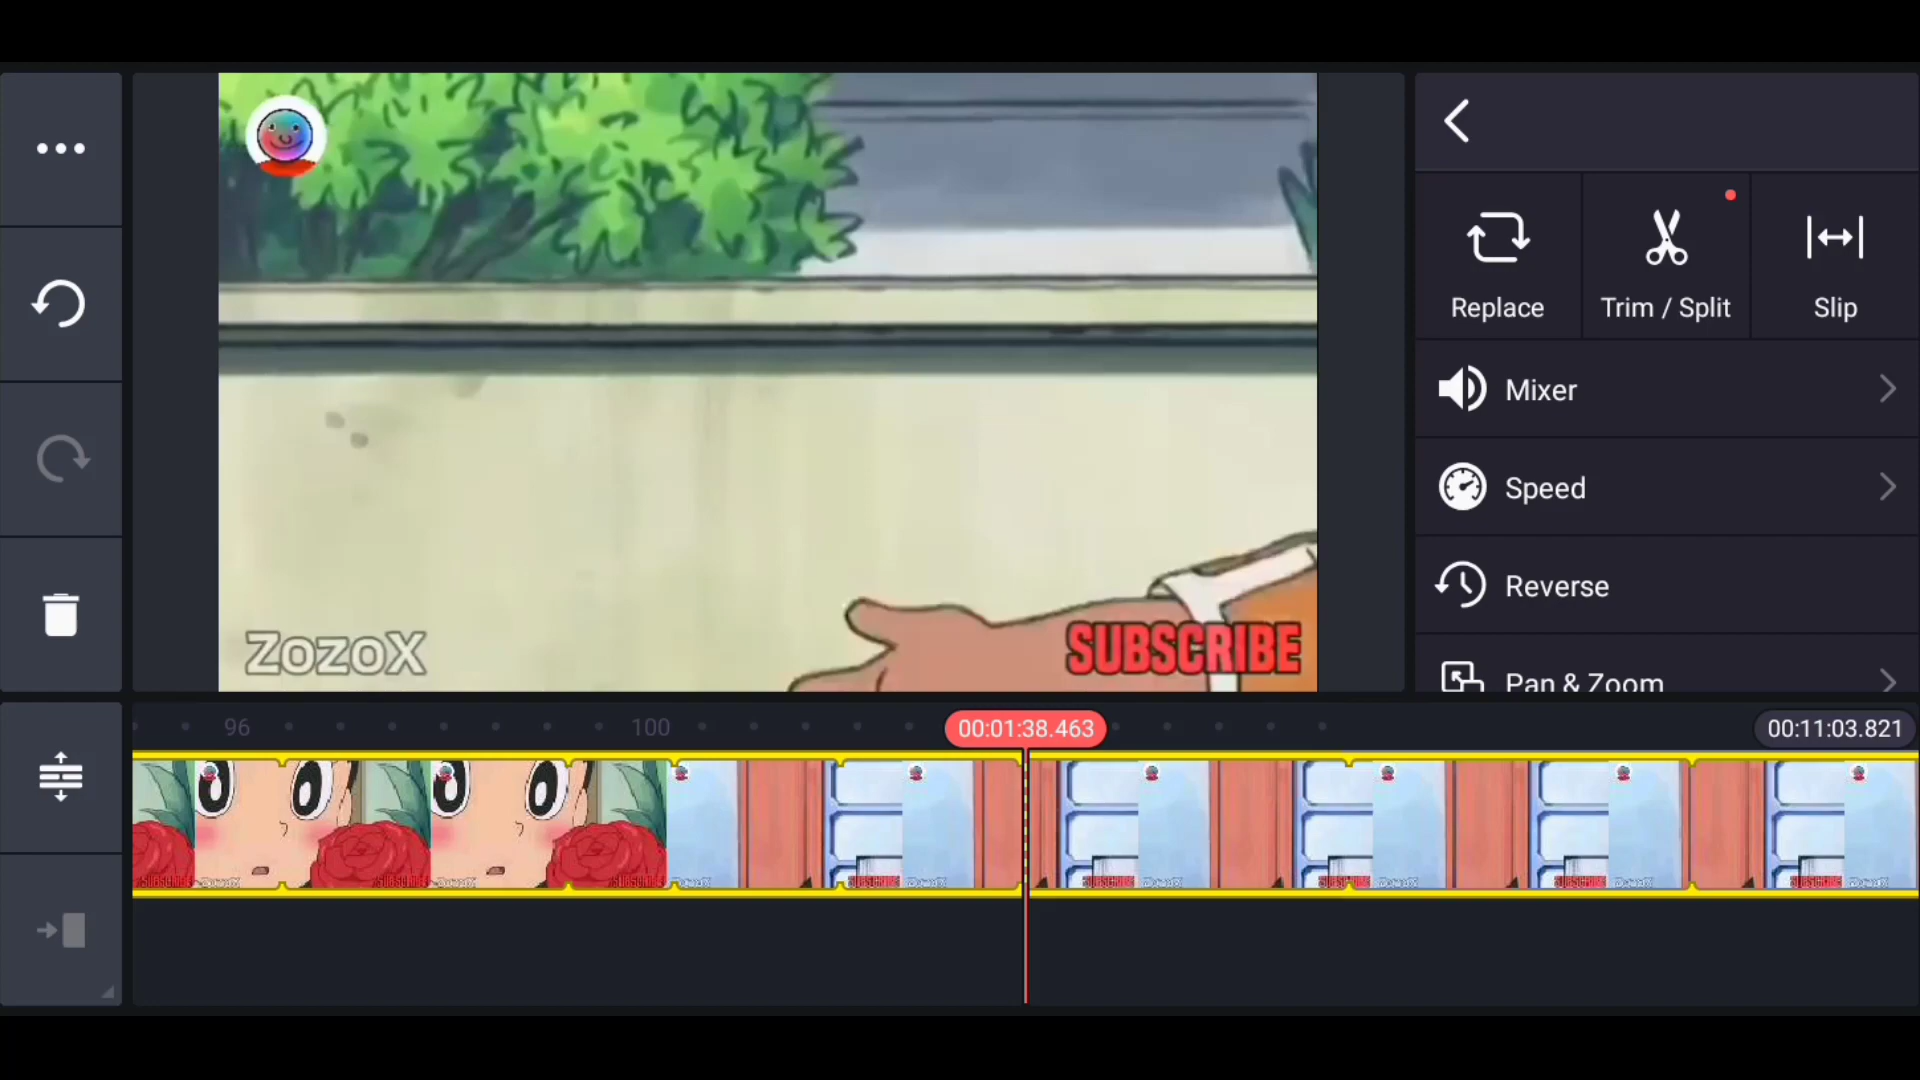 Replace
Trim / Split
Slip
Mixer
Speed
Reverse
Pan & Zoom
ZozoX
SUBSCRIBE
96
100
00:01:38.463
00:11:03.821